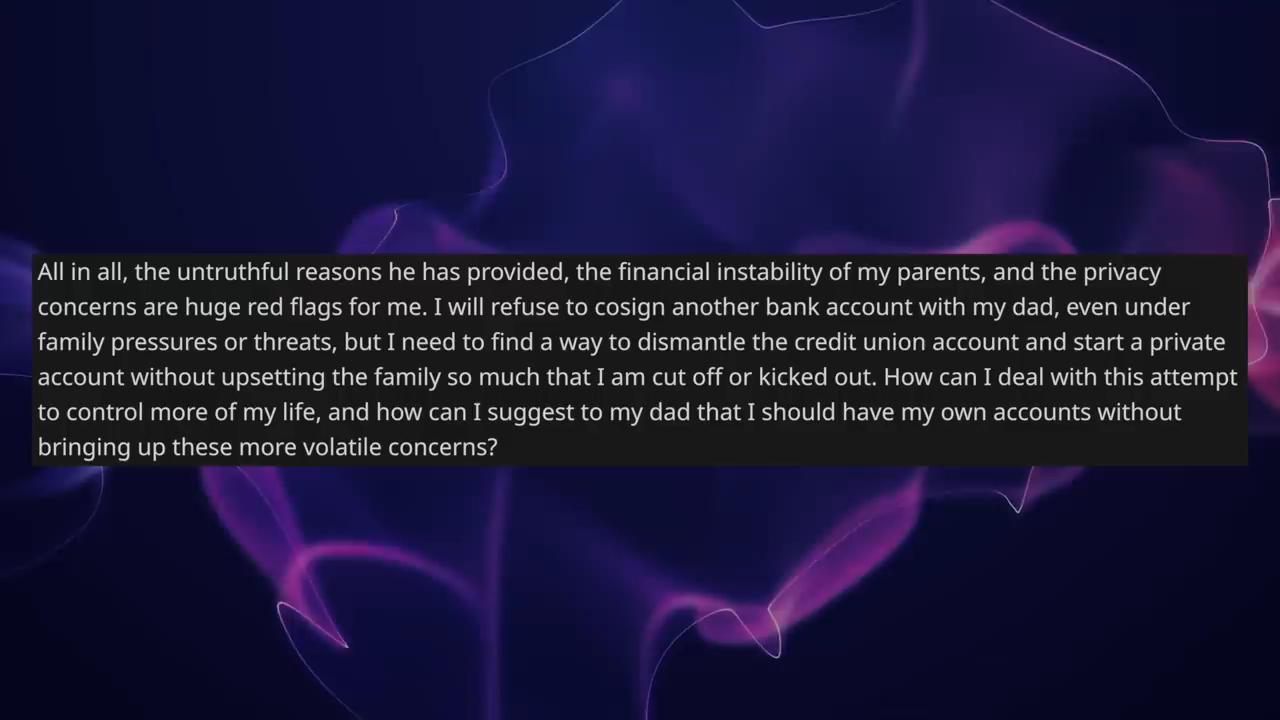 All in all, the untruthful reasons he has provided, the financial instability of my parents, and the privacy
concerns are huge red flags for me. I will refuse to cosign another bank account with my dad, even under
family pressures or threats, but I need to find a way to dismantle the credit union account and start a private
account without upsetting the family so much that I am cut off or kicked out. How can I deal with this attempt
to control more of my life, and how can I suggest to my dad that I should have my own accounts without
bringing up these more volatile concerns?